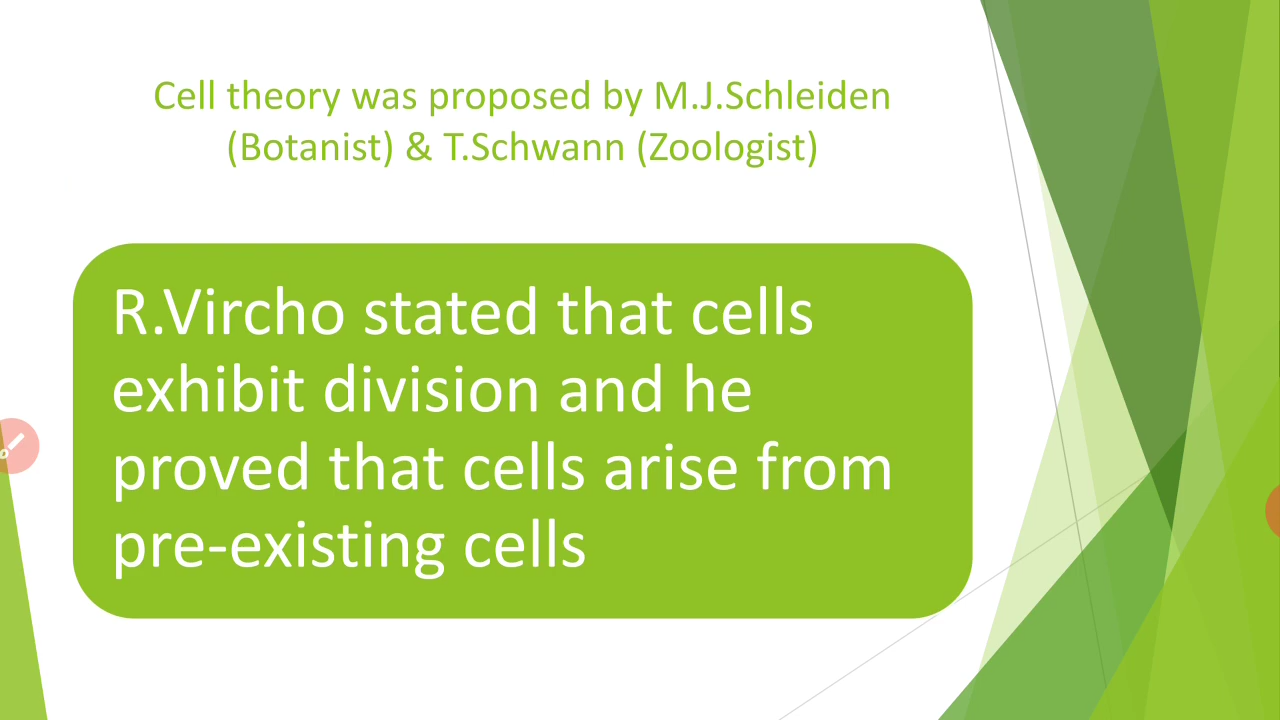 Cell theory was proposed by M.J.Schleiden
(Botanist) & T.Schwann (Zoologist)
R.Vircho stated that cells
exhibit division and he
proved that cells arise from
pre-existing cells